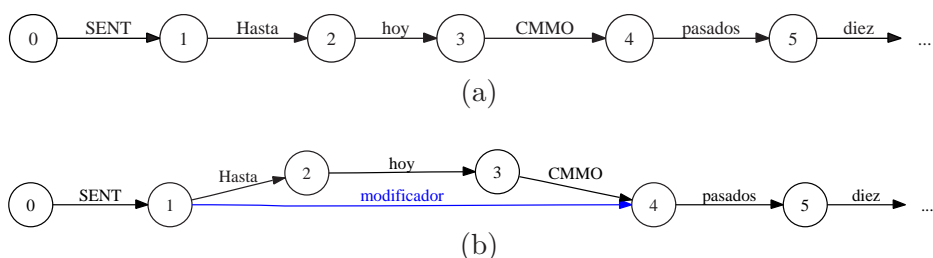 0 SENT 1 Hasta 2 hoy 3 CMMO 4 pasados 5 diez ...
(a)
Hasta 2 hoy 3 CMMO
0 SENT 1 modificador 4 pasados 5 diez ...
(b)